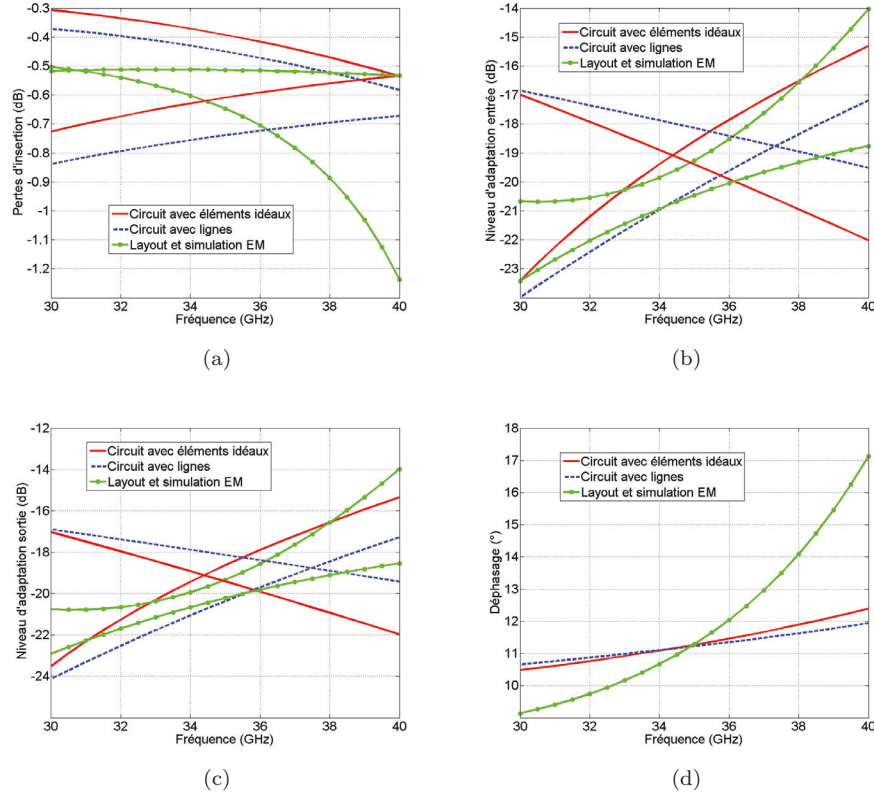 -0.3
-0.4
-0.5
-0.6
-0.7
-0.8
-0.9
-1
-1.1
-1.2
Pertes d'insertion (dB)
Circuit avec éléments idéaux
Circuit avec lignes
Layout et simulation EM
30 32 34 36 38 40
Fréquence (GHz)
(a)
-14
-15
-16
-17
-18
-19
-20
-21
-22
-23
Niveau d'adaptation entrée (dB)
Circuit avec éléments idéaux
Circuit avec lignes
Layout et simulation EM
30 32 34 36 38 40
Fréquence (GHz)
(b)
-12
-14
-16
-18
-20
-22
-24
Niveau d'adaptation sortie (dB)
Circuit avec éléments idéaux
Circuit avec lignes
Layout et simulation EM
30 32 34 36 38 40
Fréquence (GHz)
(c)
18
17
16
15
14
13
12
11
10
Déphasage (°)
Circuit avec éléments idéaux
Circuit avec lignes
Layout et simulation EM
30 32 34 36 38 40
Fréquence (GHz)
(d)